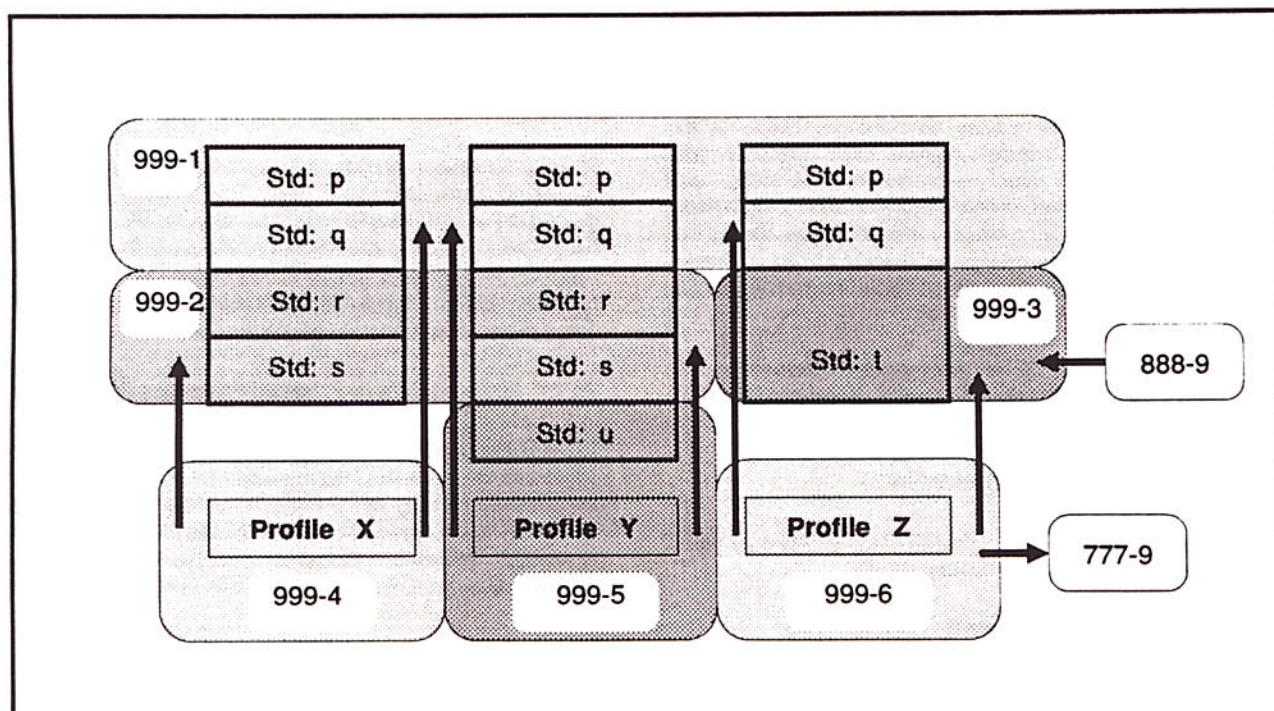 999-1
Std: p
Std: p
Std: p
Std: q
Std: q
Std: q
999-2
Std: r
Std: r
999-3
Std: s
Std: s
Std: t
888-9
Std: u
Profile X
Profile Y
Profile Z
777-9
999-4
999-5
999-6